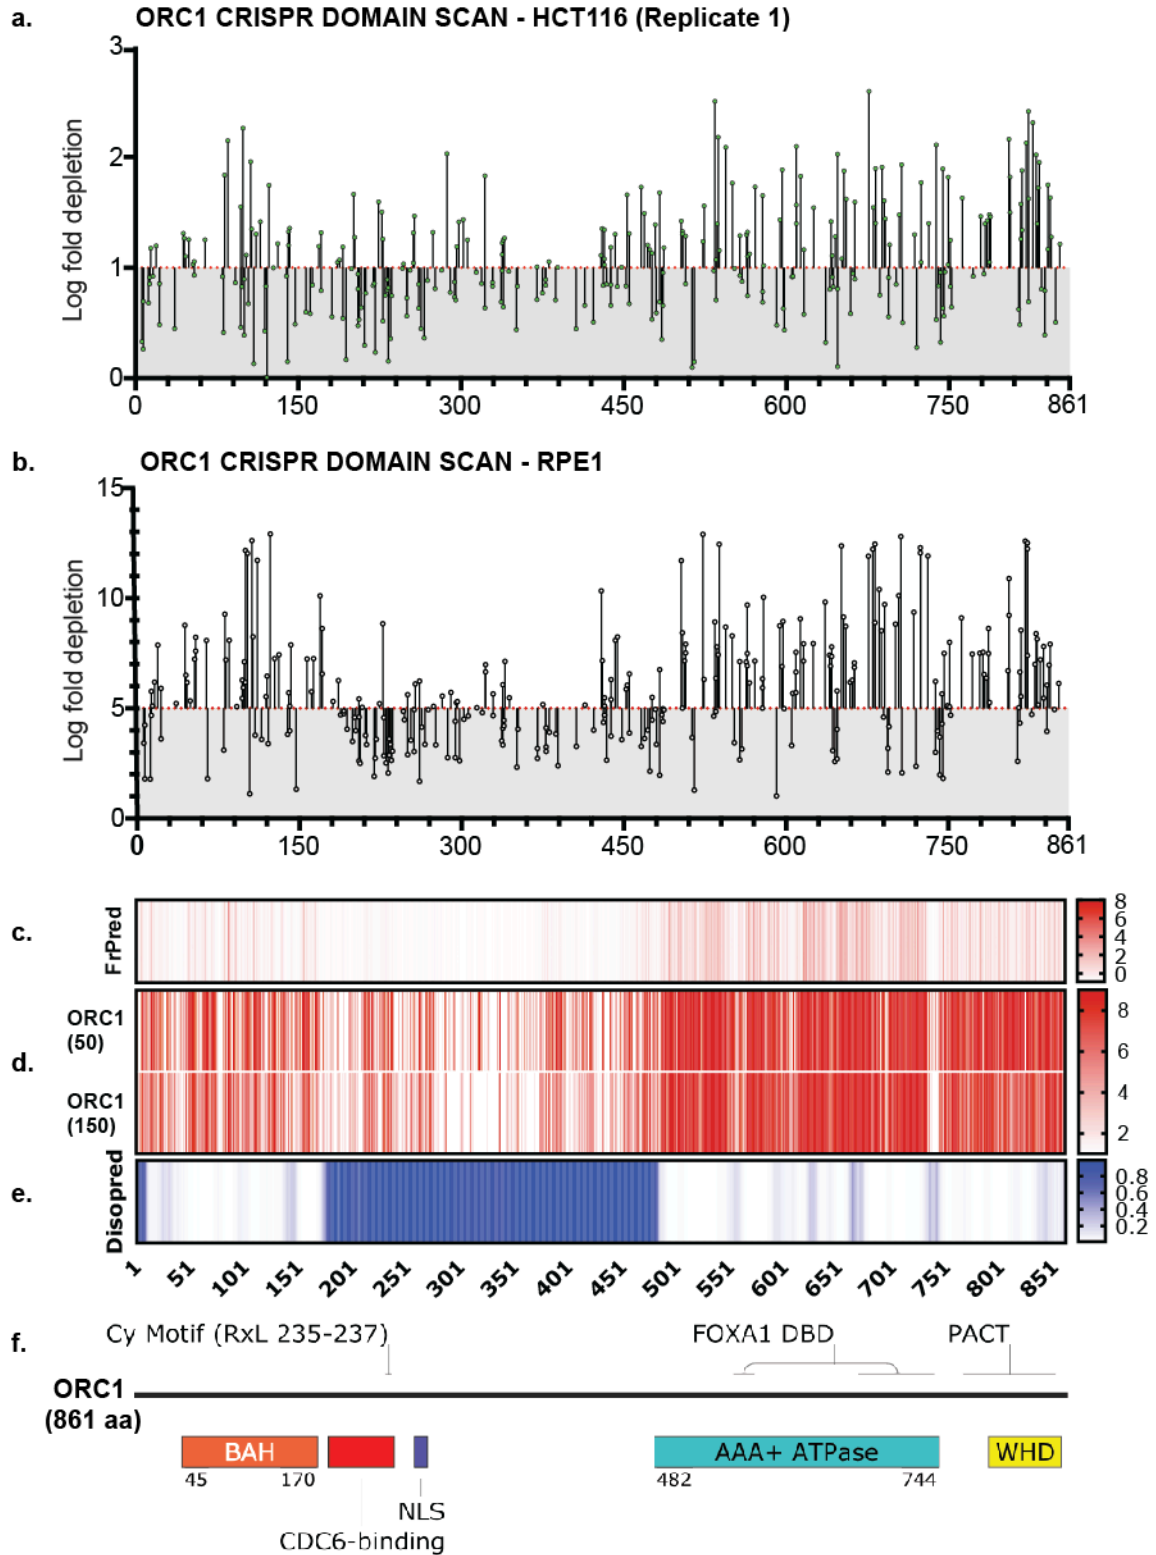 a.
ORC1 CRISPR DOMAIN SCAN - HCT116 (Replicate 1)
Log fold depletion
3
2
1
0
0 150 300 450 600 750 861
b.
ORC1 CRISPR DOMAIN SCAN - RPE1
Log fold depletion
15
10
5
0
0 150 300 450 600 750 861
c.
FrPred
8
6
4
2
0
d.
ORC1
(50)
ORC1
(150)
8
6
4
2
e.
Disopred
0.8
0.6
0.4
0.2
1 51 101 151 201 251 301 351 401 451 501 551 601 651 701 751 801 851
f.
Cy Motif (RxL 235-237) FOXA1 DBD PACT
ORC1
(861 aa)
BAH AAA+ ATPase WHD
45 170 482 744
NLS
CDC6-binding